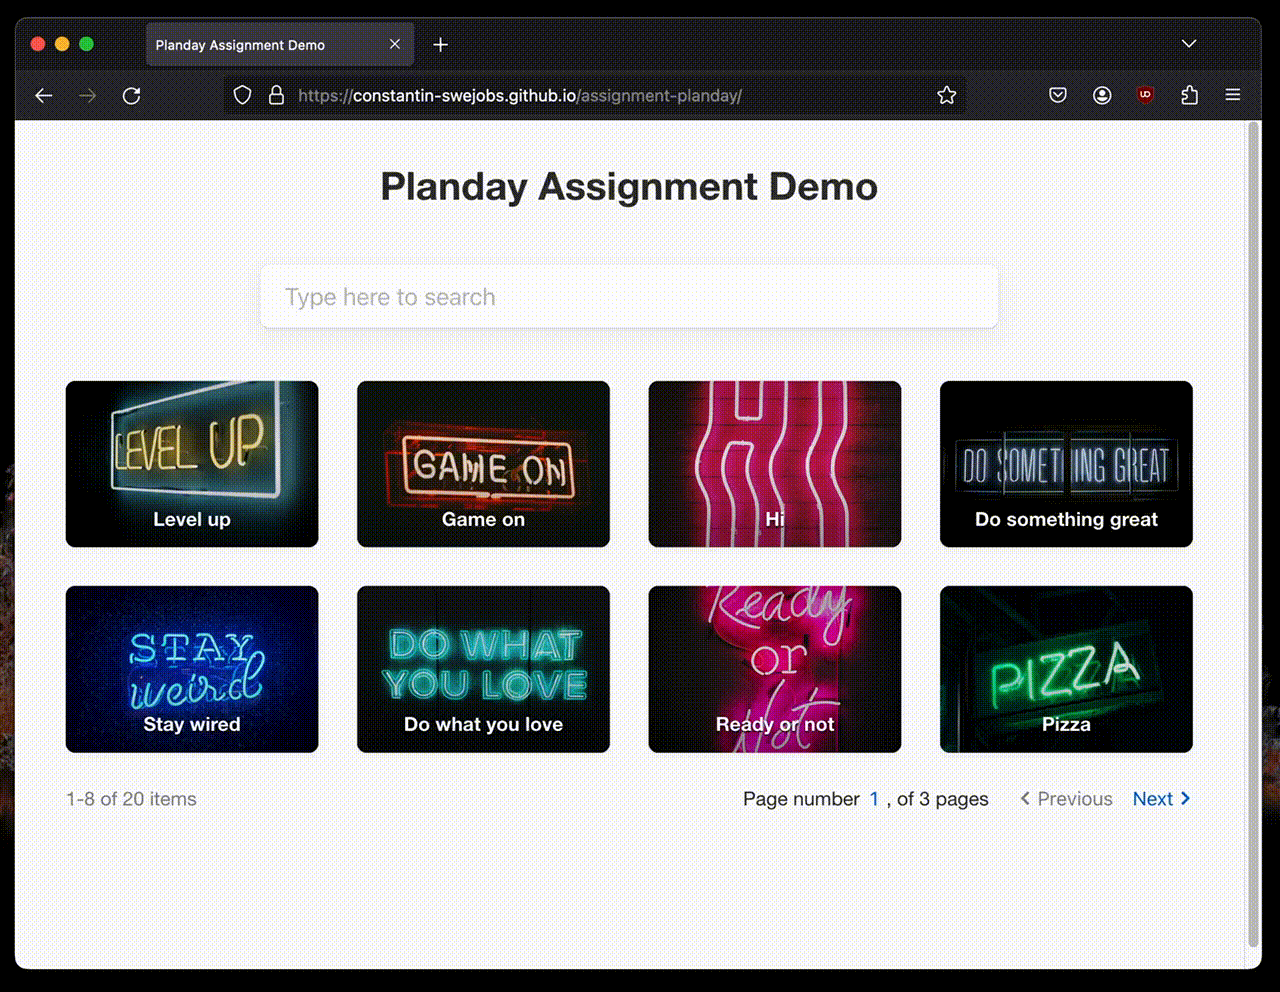 Planday Assignment Demo
https://constantin-swejobs.github.io/assignment-planday/
Planday Assignment Demo
Type here to search
LEVEL UP
Level up
GAME ON
Game on
Hi
DO SOMETHING GREAT
Do something great
STAY
weird
Stay wired
DO WHAT
YOU LOVE
Do what you love
Ready
or
Not
Ready or not
PIZZA
Pizza
1-8 of 20 items
Page number 1 , of 3 pages
Previous
Next